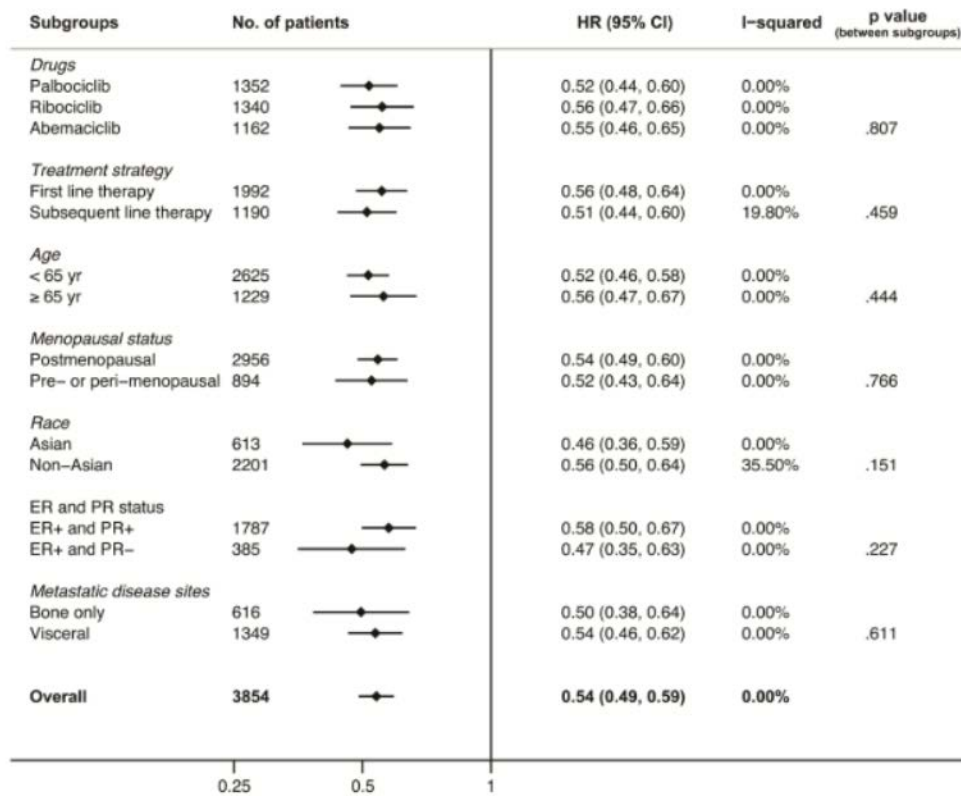 Subgroups No. of patients HR (95% CI) I−squared p value
(between subgroups)
Drugs
Palbociclib 1352 0.52 (0.44, 0.60) 0.00%
Ribociclib 1340 0.56 (0.47, 0.66) 0.00%
Abemaciclib 1162 0.55 (0.46, 0.65) 0.00% .807
Treatment strategy
First line therapy 1992 0.56 (0.48, 0.64) 0.00%
Subsequent line therapy 1190 0.51 (0.44, 0.60) 19.80% .459
Age
< 65 yr 2625 0.52 (0.46, 0.58) 0.00%
≥ 65 yr 1229 0.56 (0.47, 0.67) 0.00% .444
Menopausal status
Postmenopausal 2956 0.54 (0.49, 0.60) 0.00%
Pre− or peri−menopausal 894 0.52 (0.43, 0.64) 0.00% .766
Race
Asian 613 0.46 (0.36, 0.59) 0.00%
Non−Asian 2201 0.56 (0.50, 0.64) 35.50% .151
ER and PR status
ER+ and PR+ 1787 0.58 (0.50, 0.67) 0.00%
ER+ and PR− 385 0.47 (0.35, 0.63) 0.00% .227
Metastatic disease sites
Bone only 616 0.50 (0.38, 0.64) 0.00%
Visceral 1349 0.54 (0.46, 0.62) 0.00% .611
Overall 3854 0.54 (0.49, 0.59) 0.00%
0.25 0.5 1